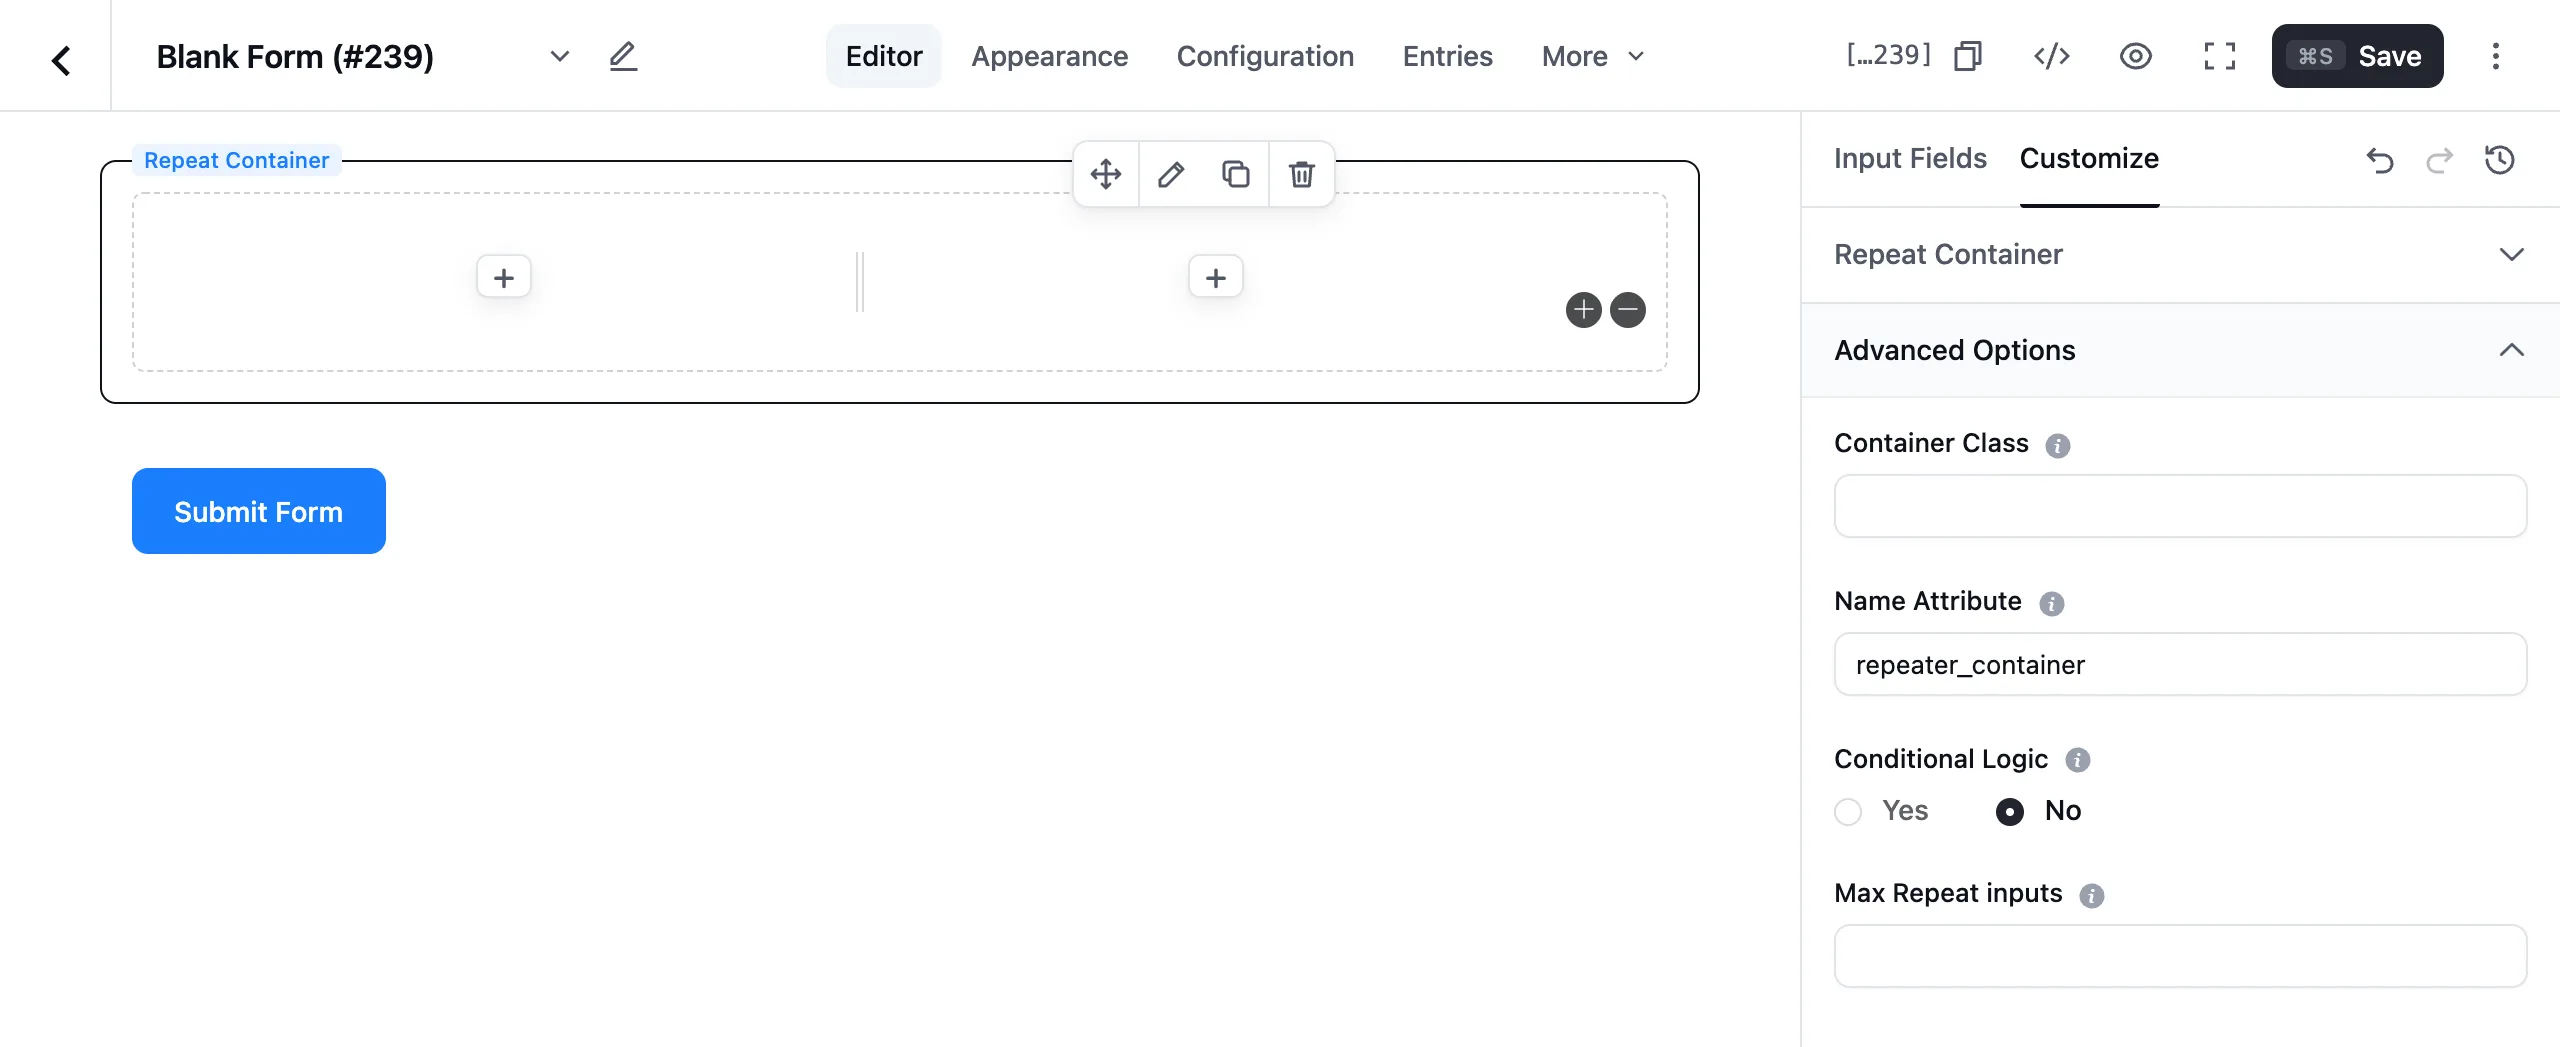 Blank Form (#239)
Editor
Appearance
Configuration
Entries
More
[...239]
⌘S Save
Repeat Container
Submit Form
Input Fields
Customize
Repeat Container
Advanced Options
Container Class
Name Attribute
repeater_container
Conditional Logic
Yes
No
Max Repeat inputs